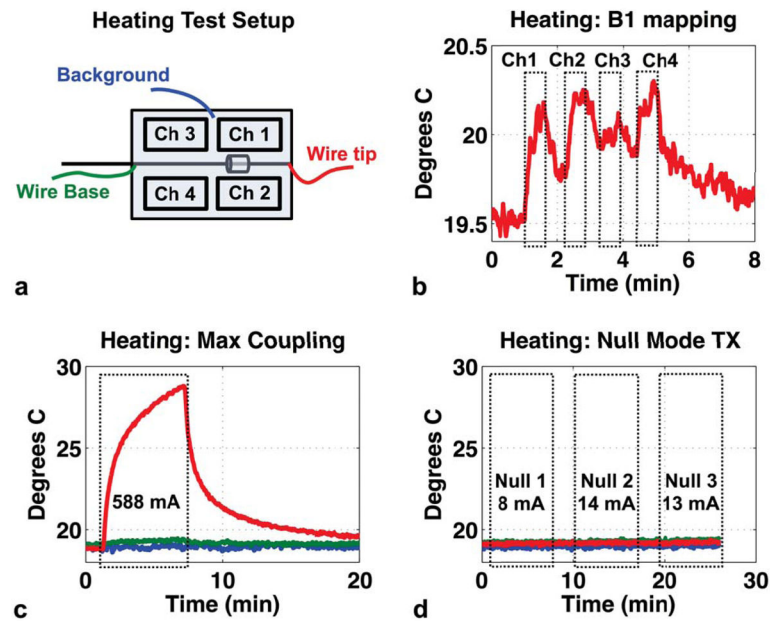 Heating Test Setup
Background
Ch 3
Ch 1
Wire tip
Wire Base
Ch 4
Ch 2
a
Heating: B1 mapping
Ch1
Ch2
Ch3
Ch4
20.5
20
19.5
Degrees C
0
2
4
6
8
Time (min)
b
Heating: Max Coupling
30
25
20
Degrees C
588 mA
0
10
20
Time (min)
c
Heating: Null Mode TX
30
25
20
Degrees C
Null 1
8 mA
Null 2
14 mA
Null 3
13 mA
0
10
20
30
Time (min)
d